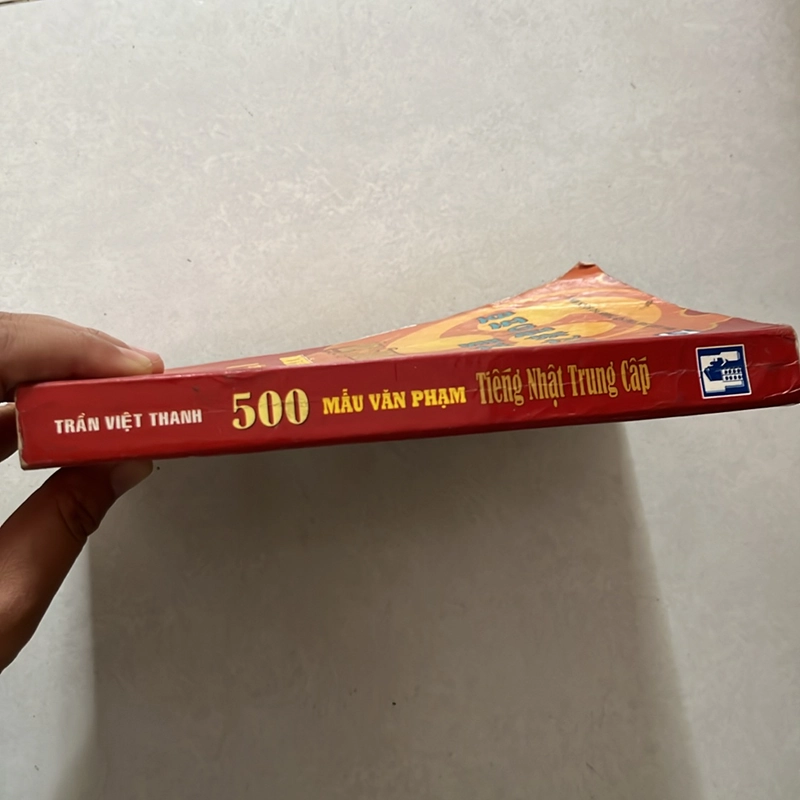 TRẦN VIỆT THANH 500 MẪU VĂN PHẠM Tiếng Nhật Trung Cấp